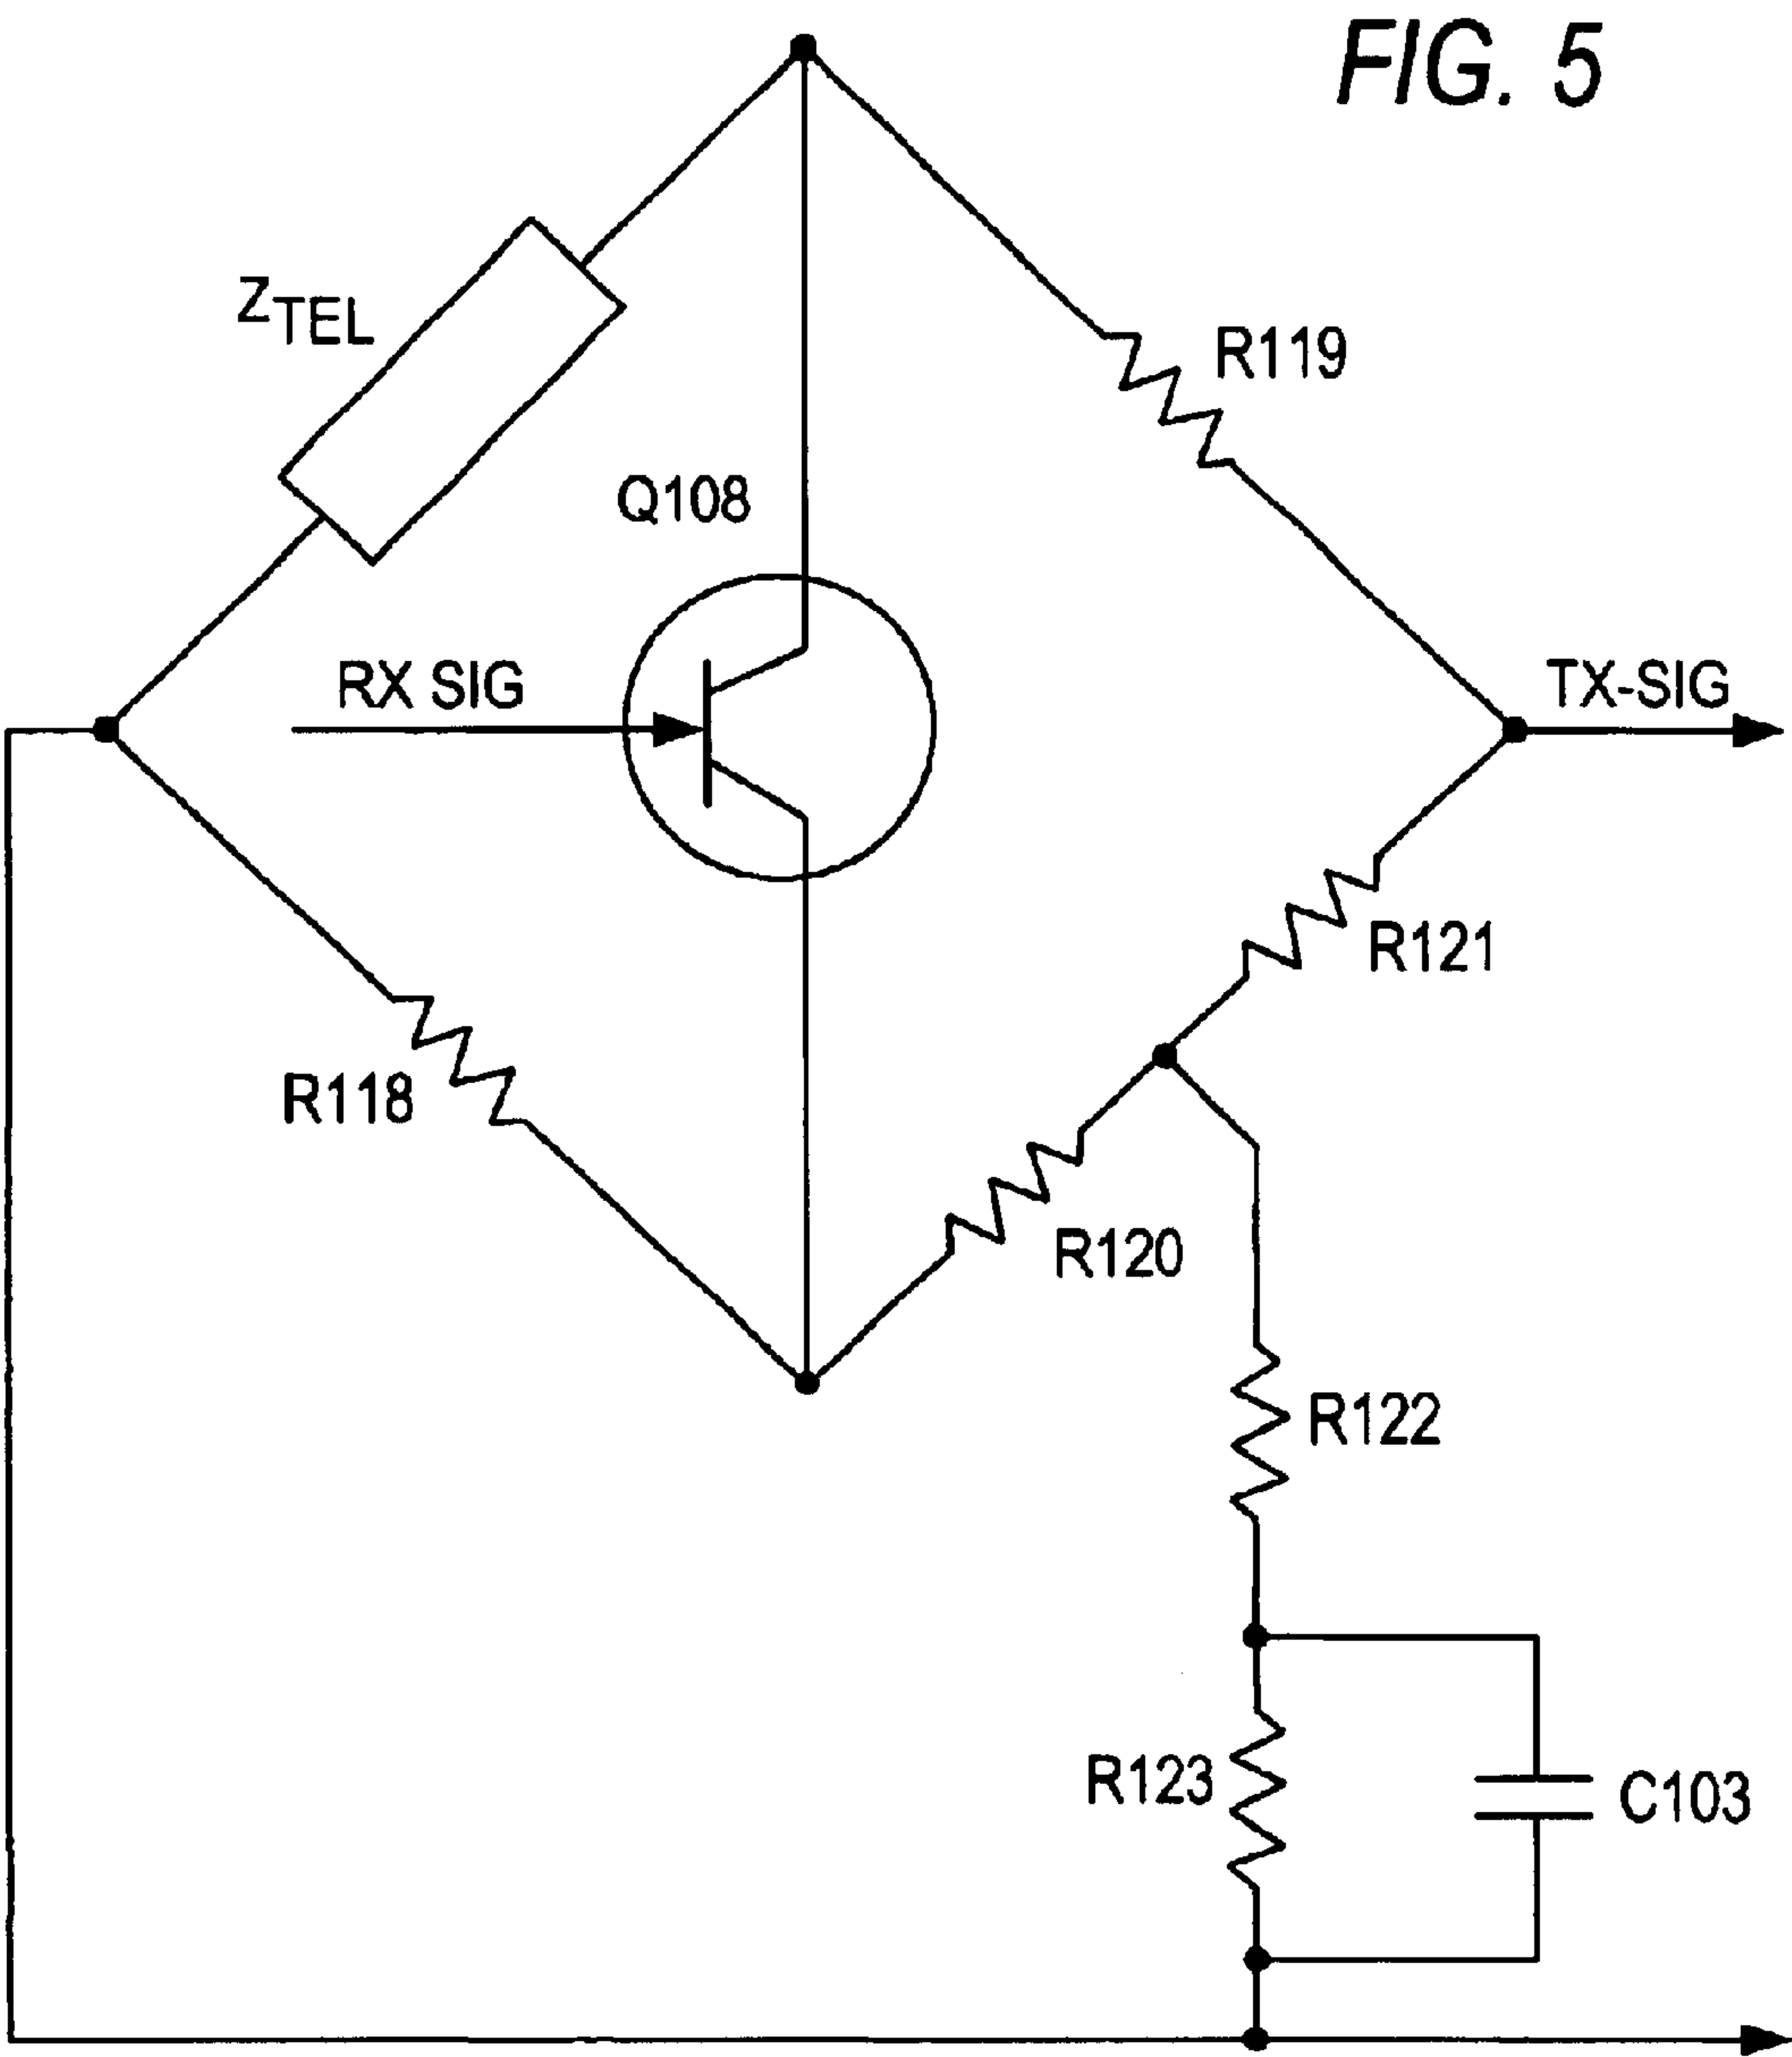 FIG. 5
ZTEL
R119
Q108
RX SIG
TX-SIG
R121
R118
R120
R122
R123
C103